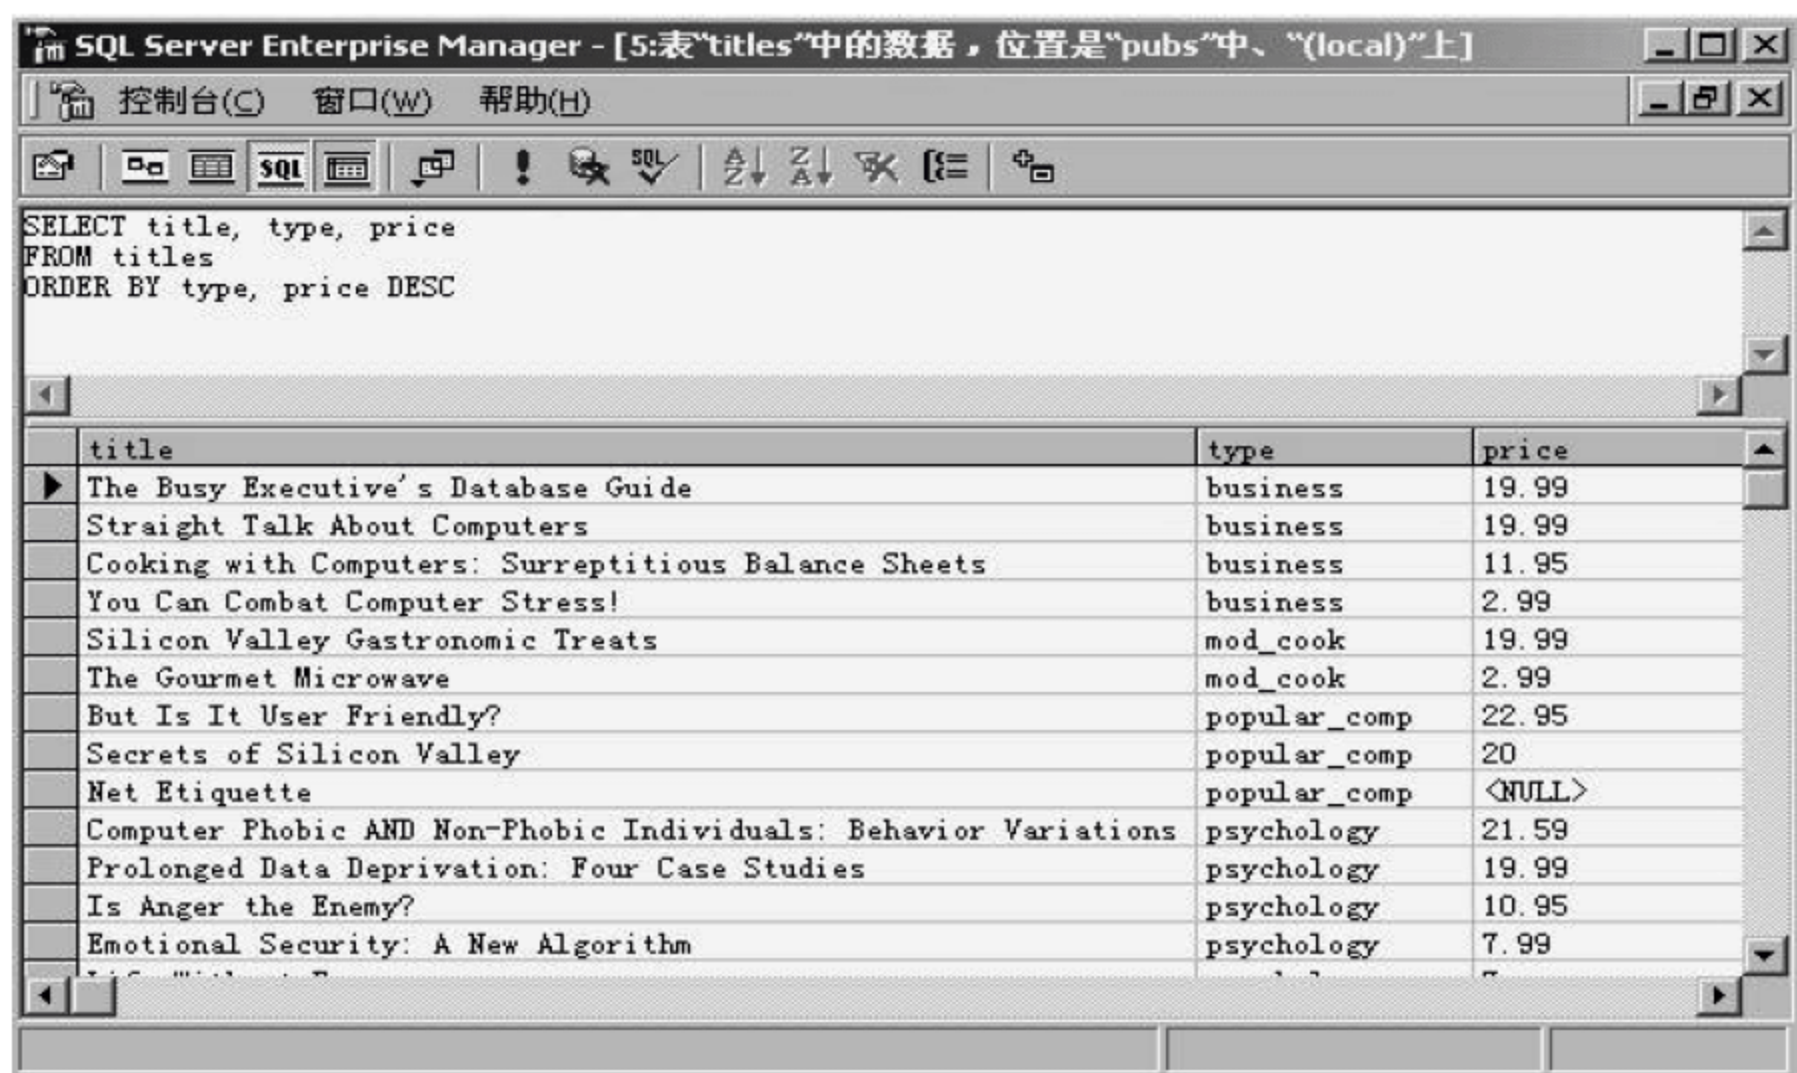 SQL Server Enterprise Manager - [5:表“titles”中的数据，位置是“pubs”中、“(local)”上]
控制台(C) 窗口(W) 帮助(H)
SQL SQL A Z Z A
SELECT title, type, price
FROM titles
ORDER BY type, price DESC
title type price
The Busy Executive's Database Guide business 19.99
Straight Talk About Computers business 19.99
Cooking with Computers: Surreptitious Balance Sheets business 11.95
You Can Combat Computer Stress! business 2.99
Silicon Valley Gastronomic Treats mod_cook 19.99
The Gourmet Microwave mod_cook 2.99
But Is It User Friendly? popular_comp 22.95
Secrets of Silicon Valley popular_comp 20
Net Etiquette popular_comp <NULL>
Computer Phobic AND Non-Phobic Individuals: Behavior Variations psychology 21.59
Prolonged Data Deprivation: Four Case Studies psychology 19.99
Is Anger the Enemy? psychology 10.95
Emotional Security: A New Algorithm psychology 7.99